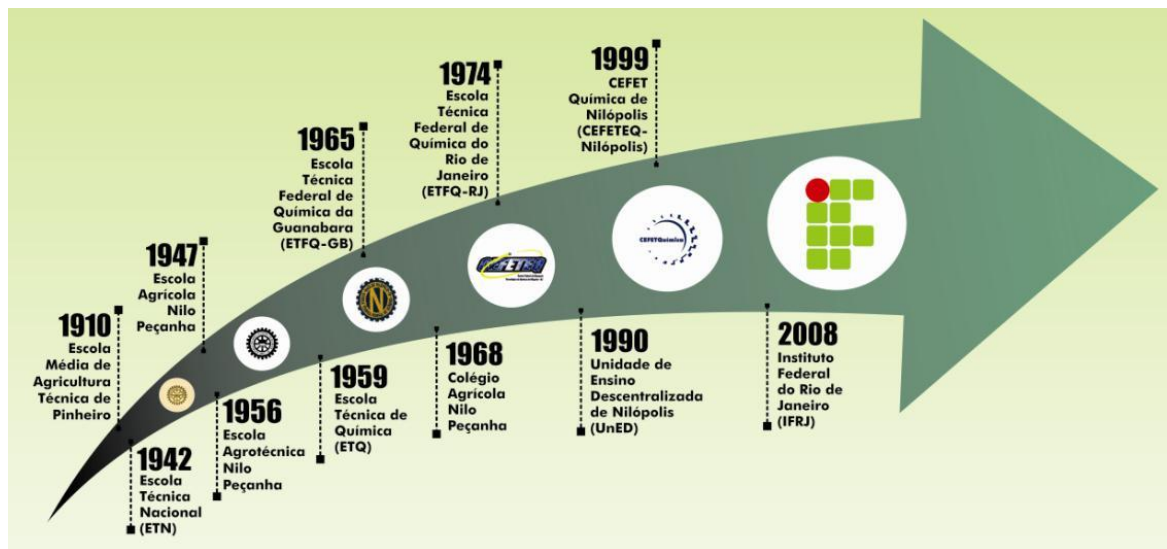 1910
Escola
Média de
Agricultura
Técnica de
Pinheiro
1942
Escola
Técnica
Nacional
(ETN)
1947
Escola
Agrícola
Nilo
Peçanha
1956
Escola
Agrotécnica
Nilo
Peçanha
1959
Escola
Técnica de
Química
(ETQ)
1965
Escola
Técnica
Federal de
Química da
Guanabara
(ETFQ-GB)
1968
Colégio
Agrícola
Nilo
Peçanha
1974
Escola
Técnica
Federal de
Química do
Rio de
Janeiro
(ETFQ-RJ)
1990
Unidade de
Ensino
Descentralizada
de Nilópolis
(UnED)
1999
CEFET
Química de
Nilópolis
(CEFETEQ-
Nilópolis)
2008
Instituto
Federal
do Rio de
Janeiro
(IFRJ)
N
CEFETQuímica